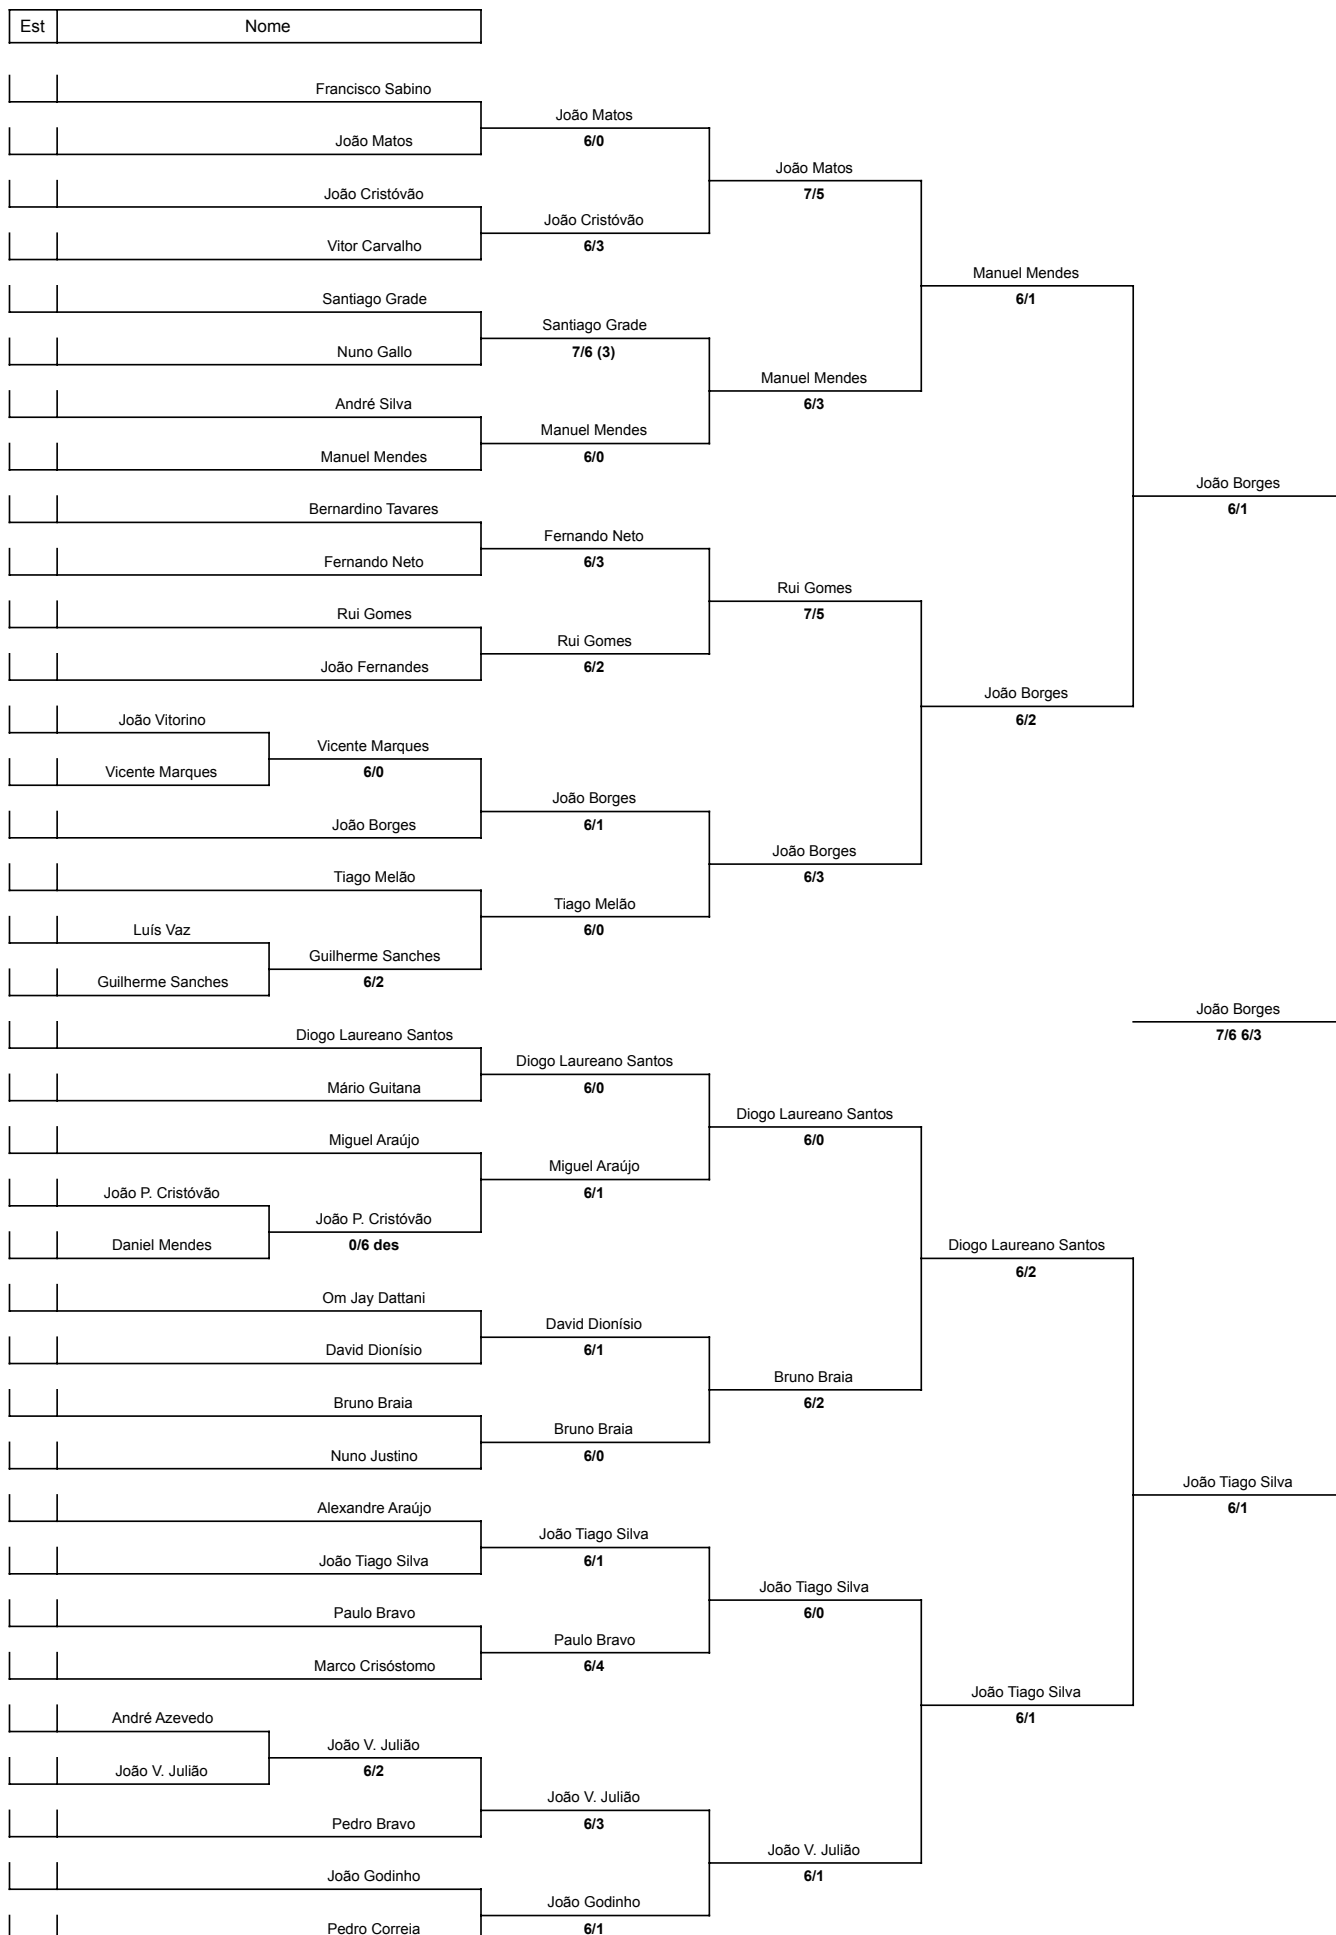 Est Nome
Francisco Sabino
João Matos
João Matos
6/0
João Matos
7/5
João Cristóvão
João Cristóvão
Vitor Carvalho
6/3
Manuel Mendes
6/1
Santiago Grade
Santiago Grade
Nuno Gallo
7/6 (3)
Manuel Mendes
6/3
André Silva
Manuel Mendes
Manuel Mendes
6/0
João Borges
6/1
Bernardino Tavares
Fernando Neto
Fernando Neto
6/3
Rui Gomes
7/5
Rui Gomes
Rui Gomes
João Fernandes
6/2
João Borges
6/2
João Vitorino
Vicente Marques
Vicente Marques
6/0
João Borges
João Borges
6/1
João Borges
6/3
Tiago Melão
Tiago Melão
6/0
Luís Vaz
Guilherme Sanches
Guilherme Sanches
6/2
João Borges
7/6 6/3
Diogo Laureano Santos
Diogo Laureano Santos
Mário Guitana
6/0
Diogo Laureano Santos
6/0
Miguel Araújo
Miguel Araújo
6/1
João P. Cristóvão
João P. Cristóvão
Daniel Mendes
0/6 des
Diogo Laureano Santos
6/2
Om Jay Dattani
David Dionísio
David Dionísio
6/1
Bruno Braia
6/2
Bruno Braia
Bruno Braia
Nuno Justino
6/0
João Tiago Silva
6/1
Alexandre Araújo
João Tiago Silva
João Tiago Silva
6/1
João Tiago Silva
6/0
Paulo Bravo
Paulo Bravo
Marco Crisóstomo
6/4
João Tiago Silva
6/1
André Azevedo
João V. Julião
João V. Julião
6/2
João V. Julião
Pedro Bravo
6/3
João V. Julião
6/1
João Godinho
João Godinho
Pedro Correia
6/1